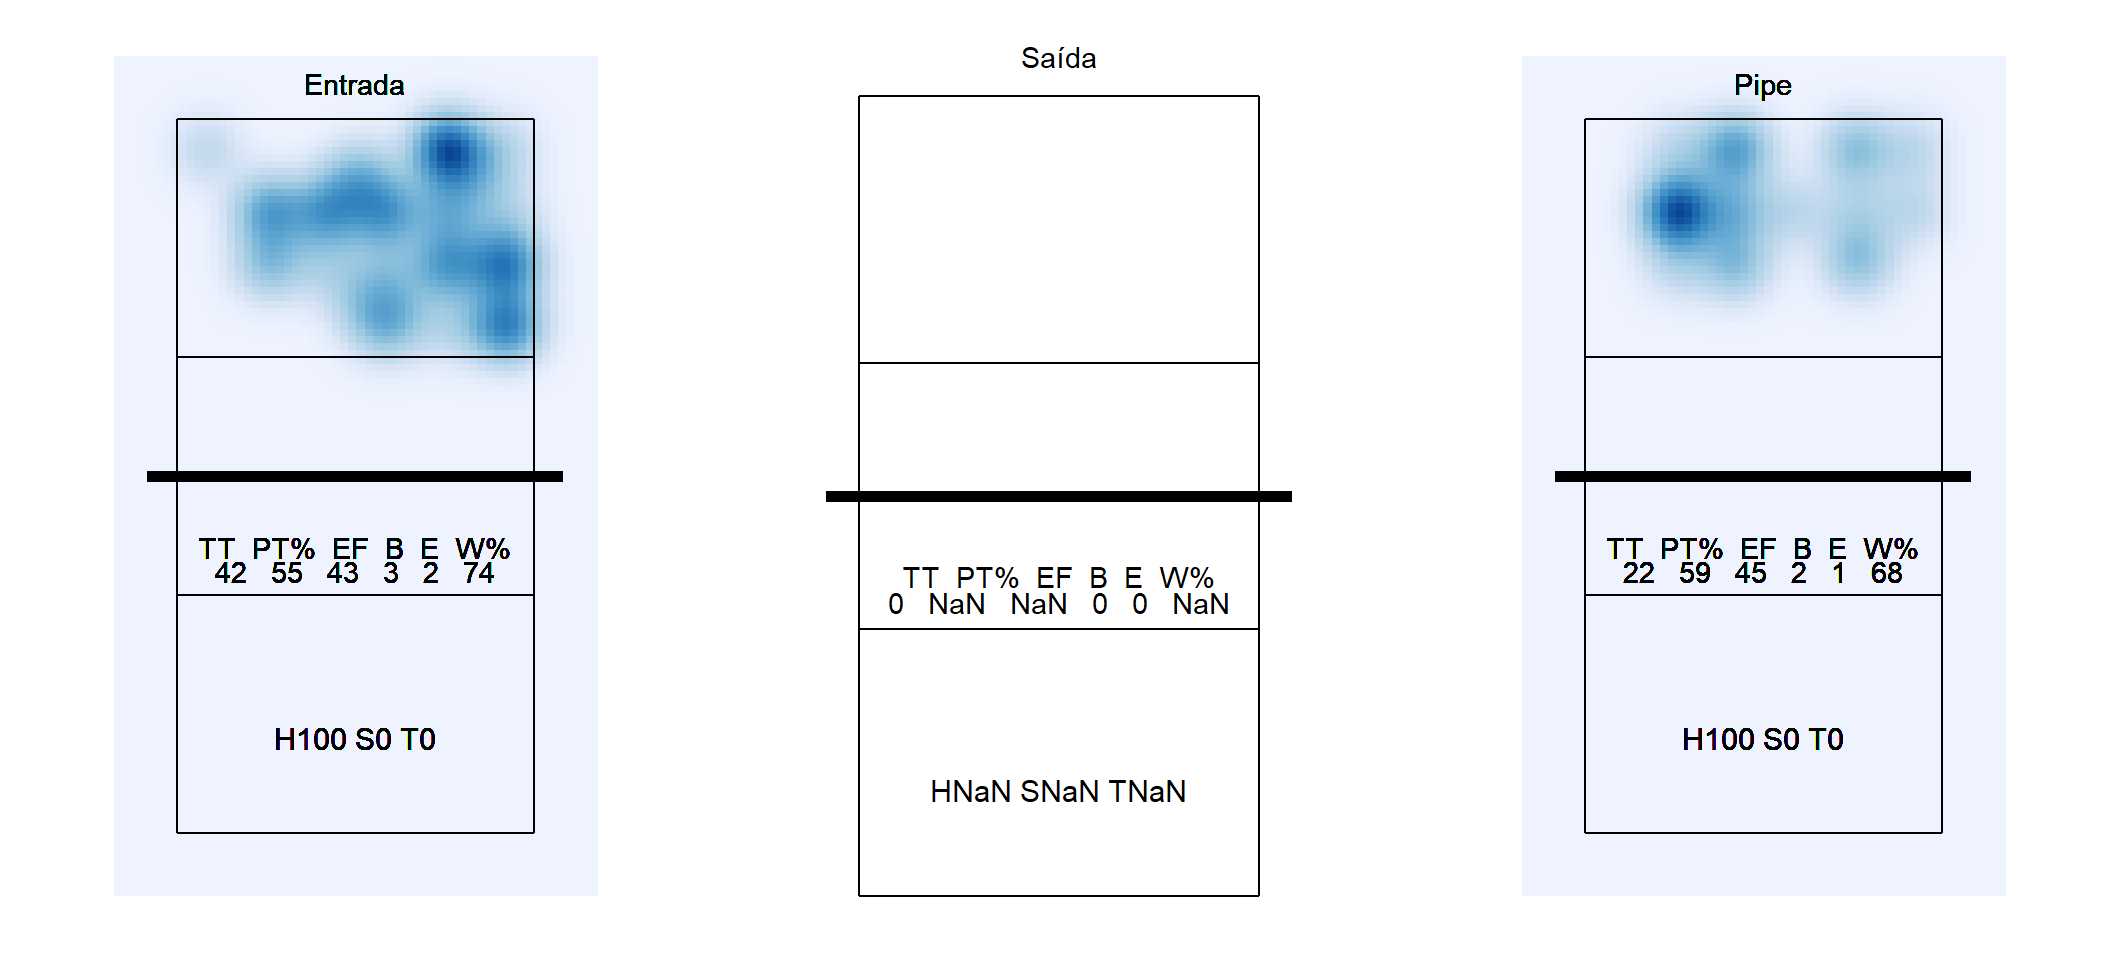 Entrada
TT PT% EF B E W%
42 55 43 3 2 74
H100 S0 T0
Saída
TT PT% EF B E W%
0 NaN NaN 0 0 NaN
HNaN SNaN TNaN
Pipe
TT PT% EF B E W%
22 59 45 2 1 68
H100 S0 T0